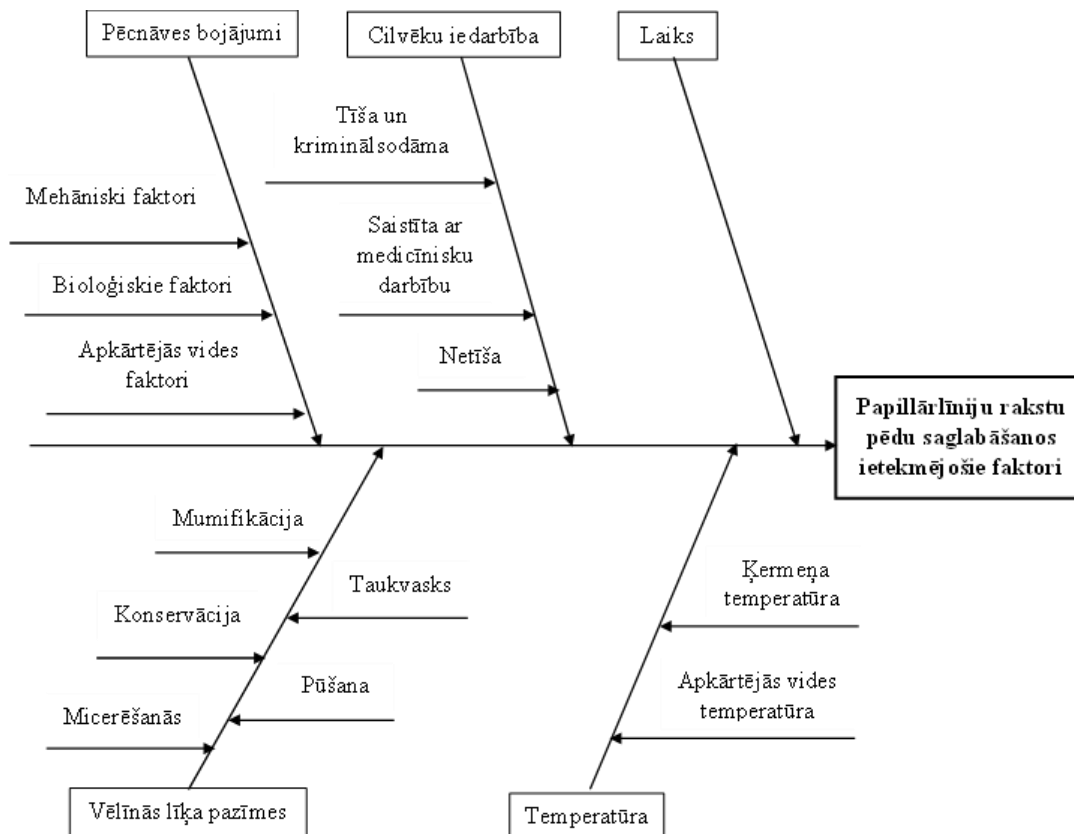 Pēcnāves bojājumi
Cilvēku iedarbība
Laiks
Tīša un
kriminālsodāma
Mehāniski faktori
Saistīta ar
medicīnisku
darbību
Bioloģiskie faktori
Apkārtējās vides
faktori
Netīša
Papillārlīniju rakstu
pēdu saglabāšanos
ietekmējošie faktori
Mumifikācija
Taukvasks
Ķermeņa
temperatūra
Konservācija
Pūšana
Apkārtējās vides
temperatūra
Micerēšanās
Vēlīnās līķa pazīmes
Temperatūra